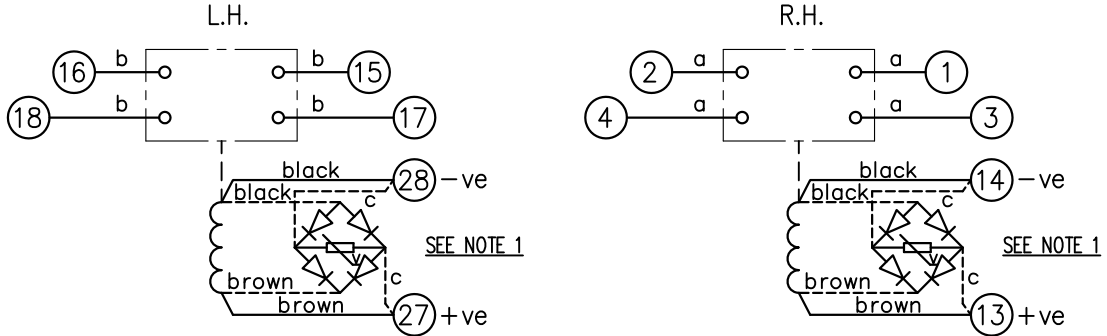 L.H. R.H.
16 b b 15 2 a a 1
18 b b 17 4 a a 3
black 28 -ve black 14 -ve
black c black c
SEE NOTE 1 SEE NOTE 1
V V
brown c brown c
brown 27 +ve brown 13 +ve